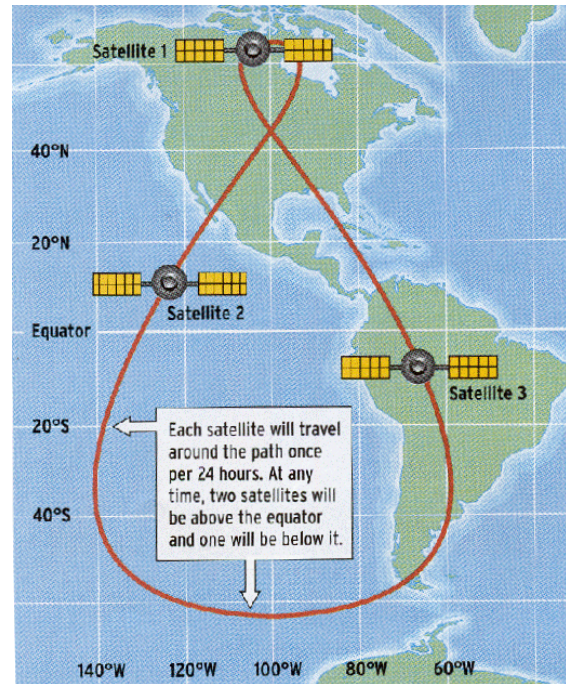 Satellite 1
40°N
20°N
Satellite 2
Equator
Satellite 3
20°S
Each satellite will travel
around the path once
per 24 hours. At any
time, two satellites will
be above the equator
and one will be below it.
40°S
140°W 120°W 100°W 80°W 60°W